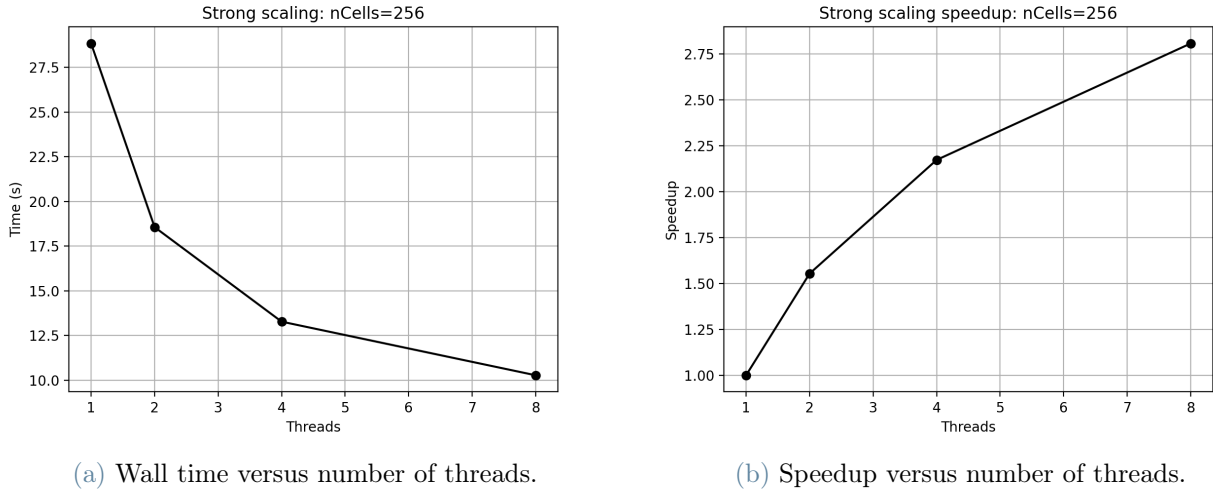 Strong scaling: nCells=256
27.5
25.0
22.5
20.0
17.5
15.0
12.5
10.0
Time (s)
1 2 3 4 5 6 7 8
Threads
(a) Wall time versus number of threads.
Strong scaling speedup: nCells=256
2.75
2.50
2.25
2.00
1.75
1.50
1.25
1.00
Speedup
1 2 3 4 5 6 7 8
Threads
(b) Speedup versus number of threads.